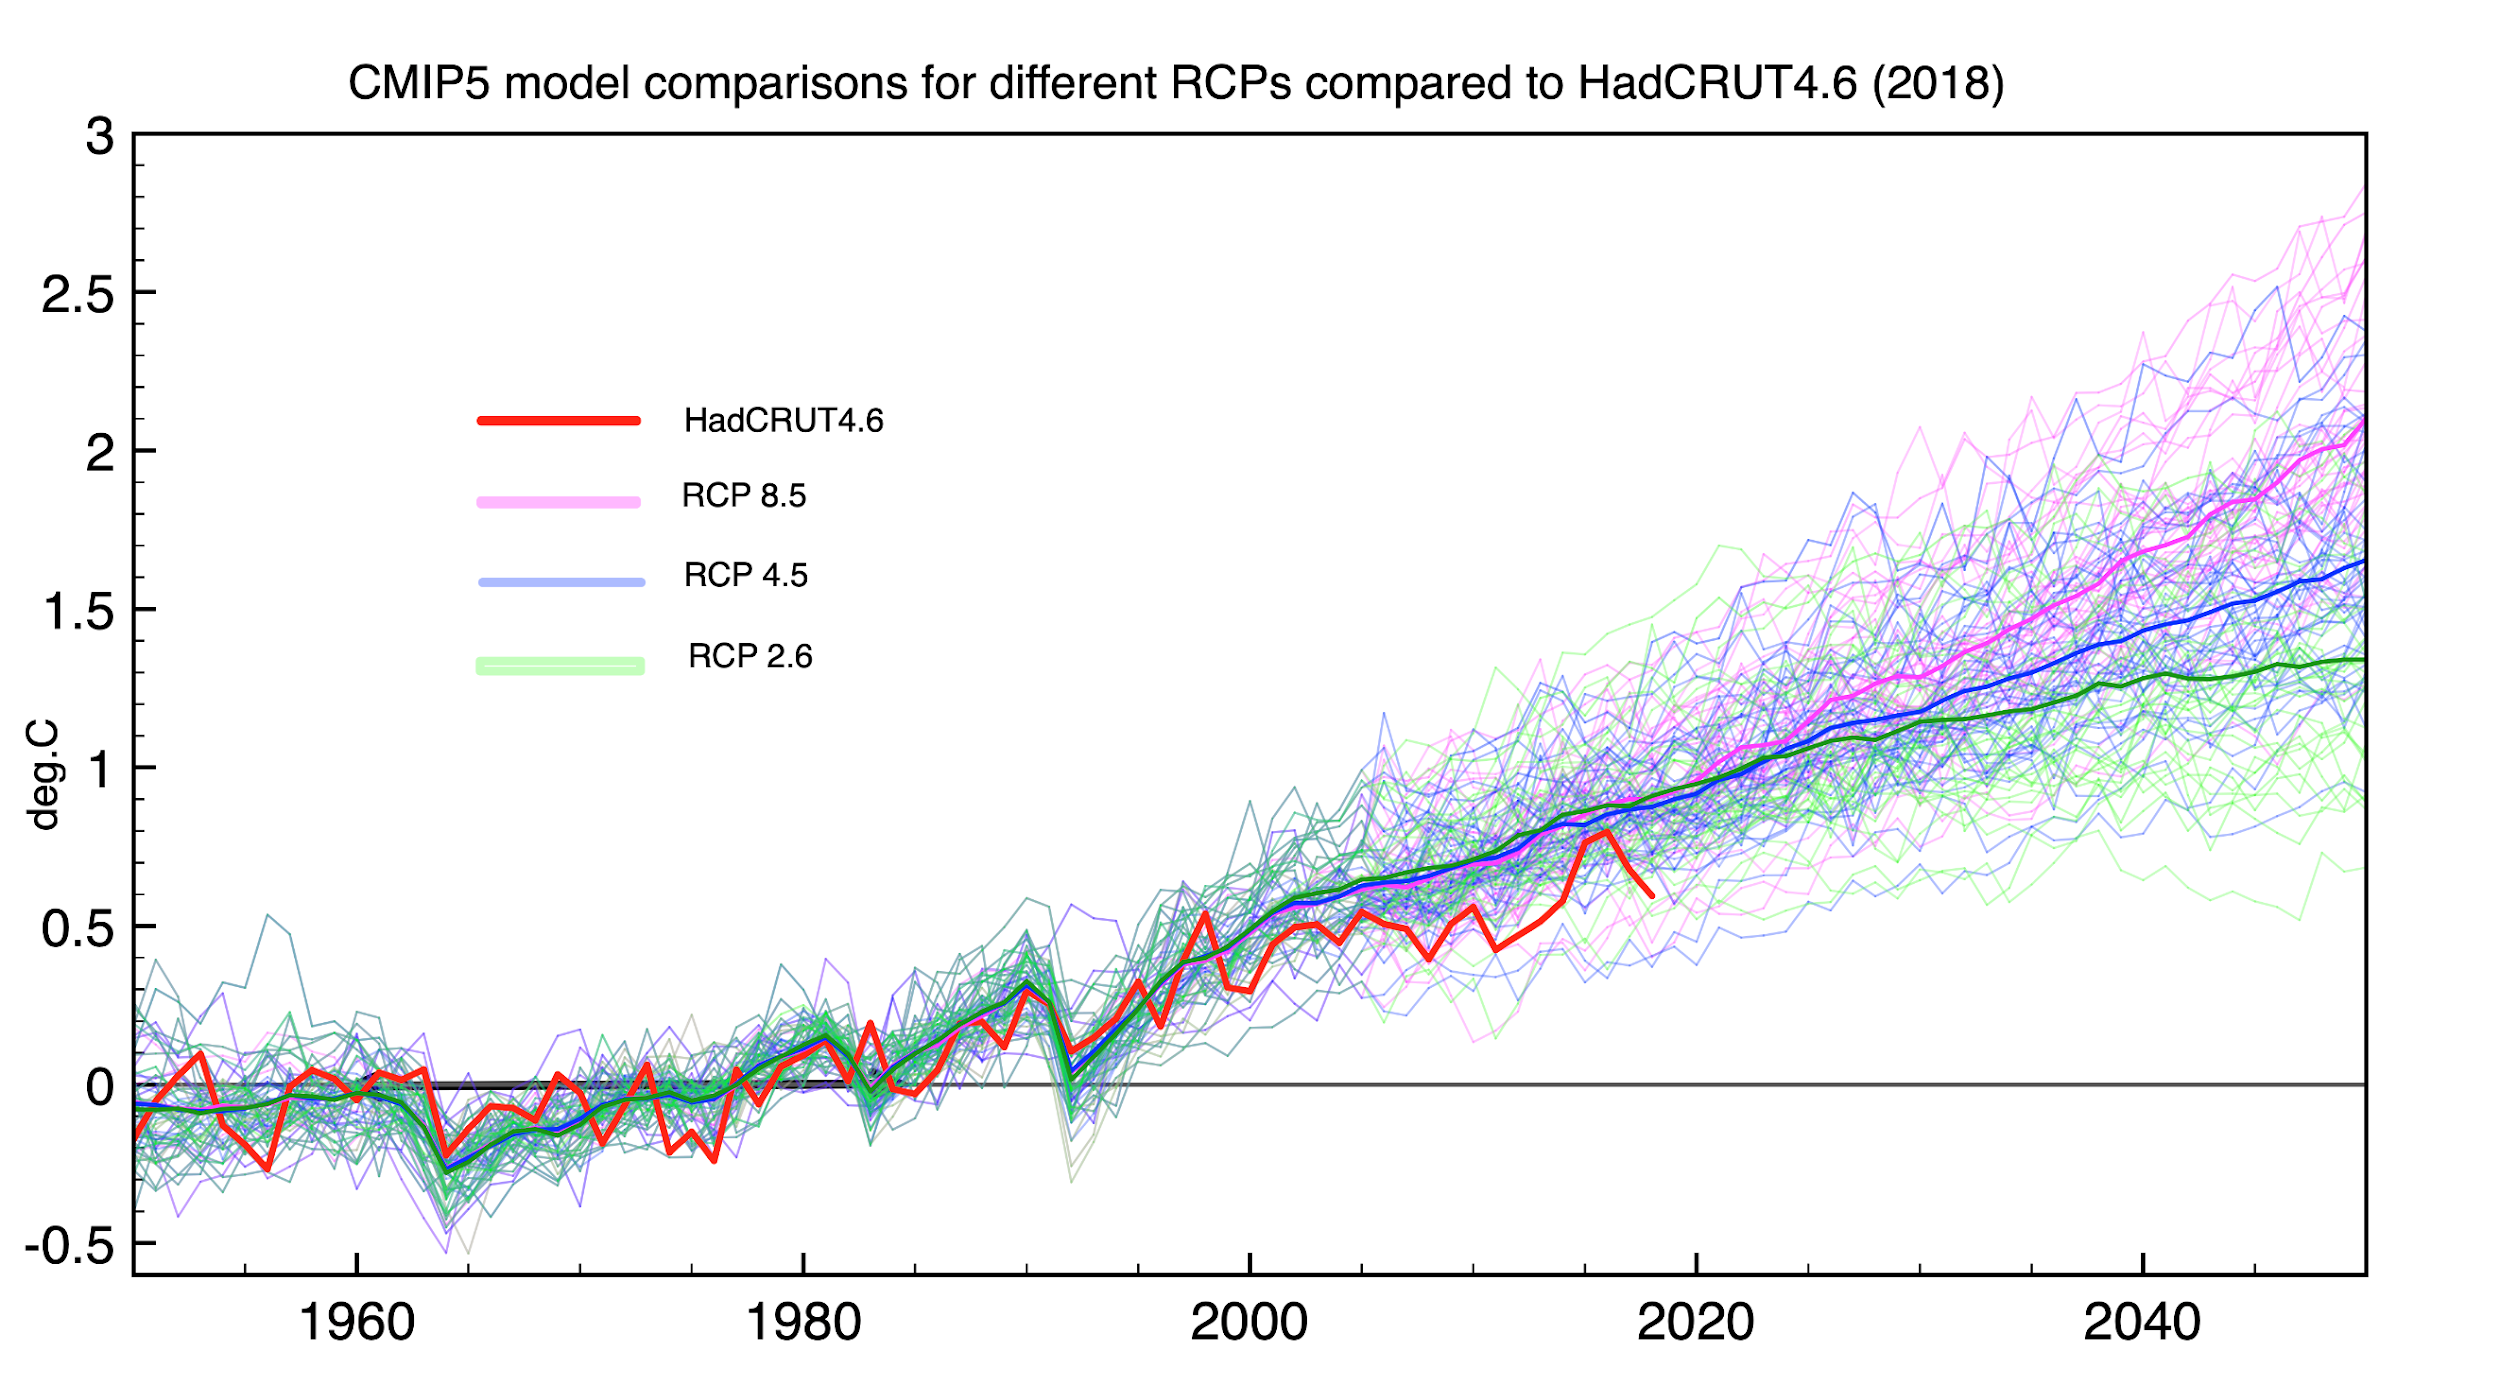 CMIP5 model comparisons for different RCPs compared to HadCRUT4.6 (2018)
3
2.5
2
1.5
1
0.5
0
-0.5
deg.C
HadCRUT4.6
RCP 8.5
RCP 4.5
RCP 2.6
1960 1980 2000 2020 2040